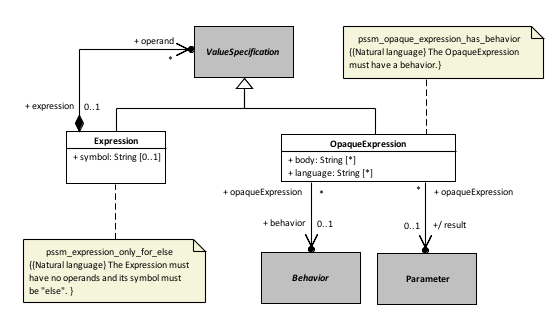 pssm_opaque_expression_has_behavior
{{Natural language} The OpaqueExpression
must have a behavior.}
+ operand
*
ValueSpecification
+ expression
0..1
Expression
+ symbol: String [0..1]
OpaqueExpression
+ body: String [*]
+ language: String [*]
+ opaqueExpression
*
*
+ opaqueExpression
+ behavior
0..1
0..1
+/ result
pssm_expression_only_for_else
{{Natural language} The Expression must
have no operands and its symbol must
be "else". }
Behavior
Parameter